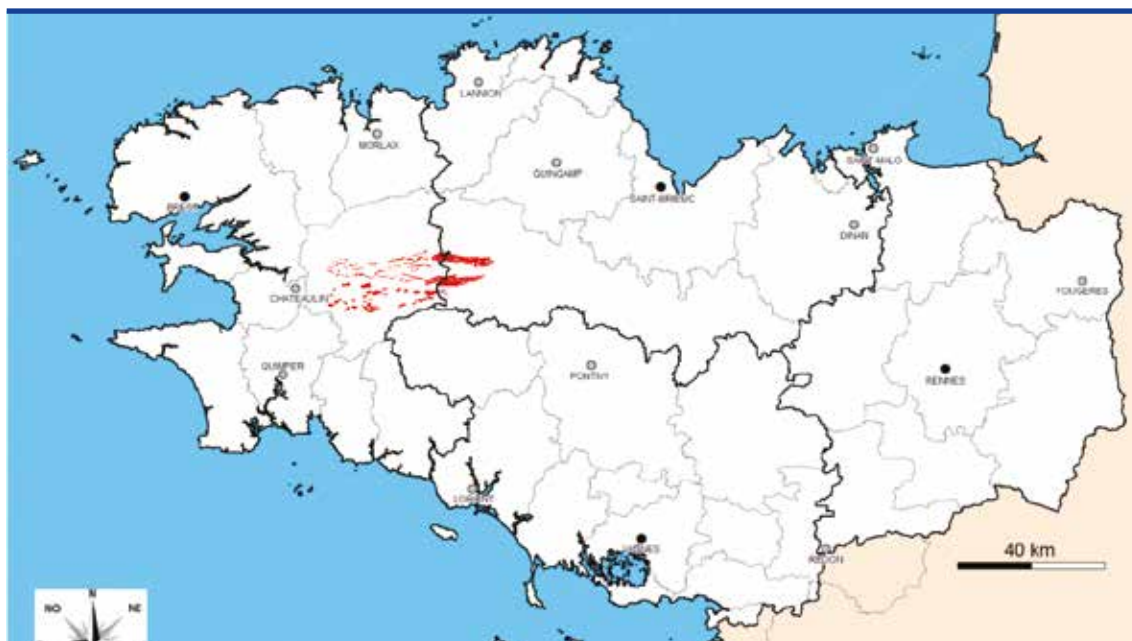 LANNION
MORLAIX
SAINT-MALO
GUINGAMP
SAINT-BRIEUC
BREST
DINAN
CHATEAULIN
FOUGERES
QUIMPER
PONTIVY
RENNES
LORIENT
VANNES
REDON
40 km
N
NO
NE